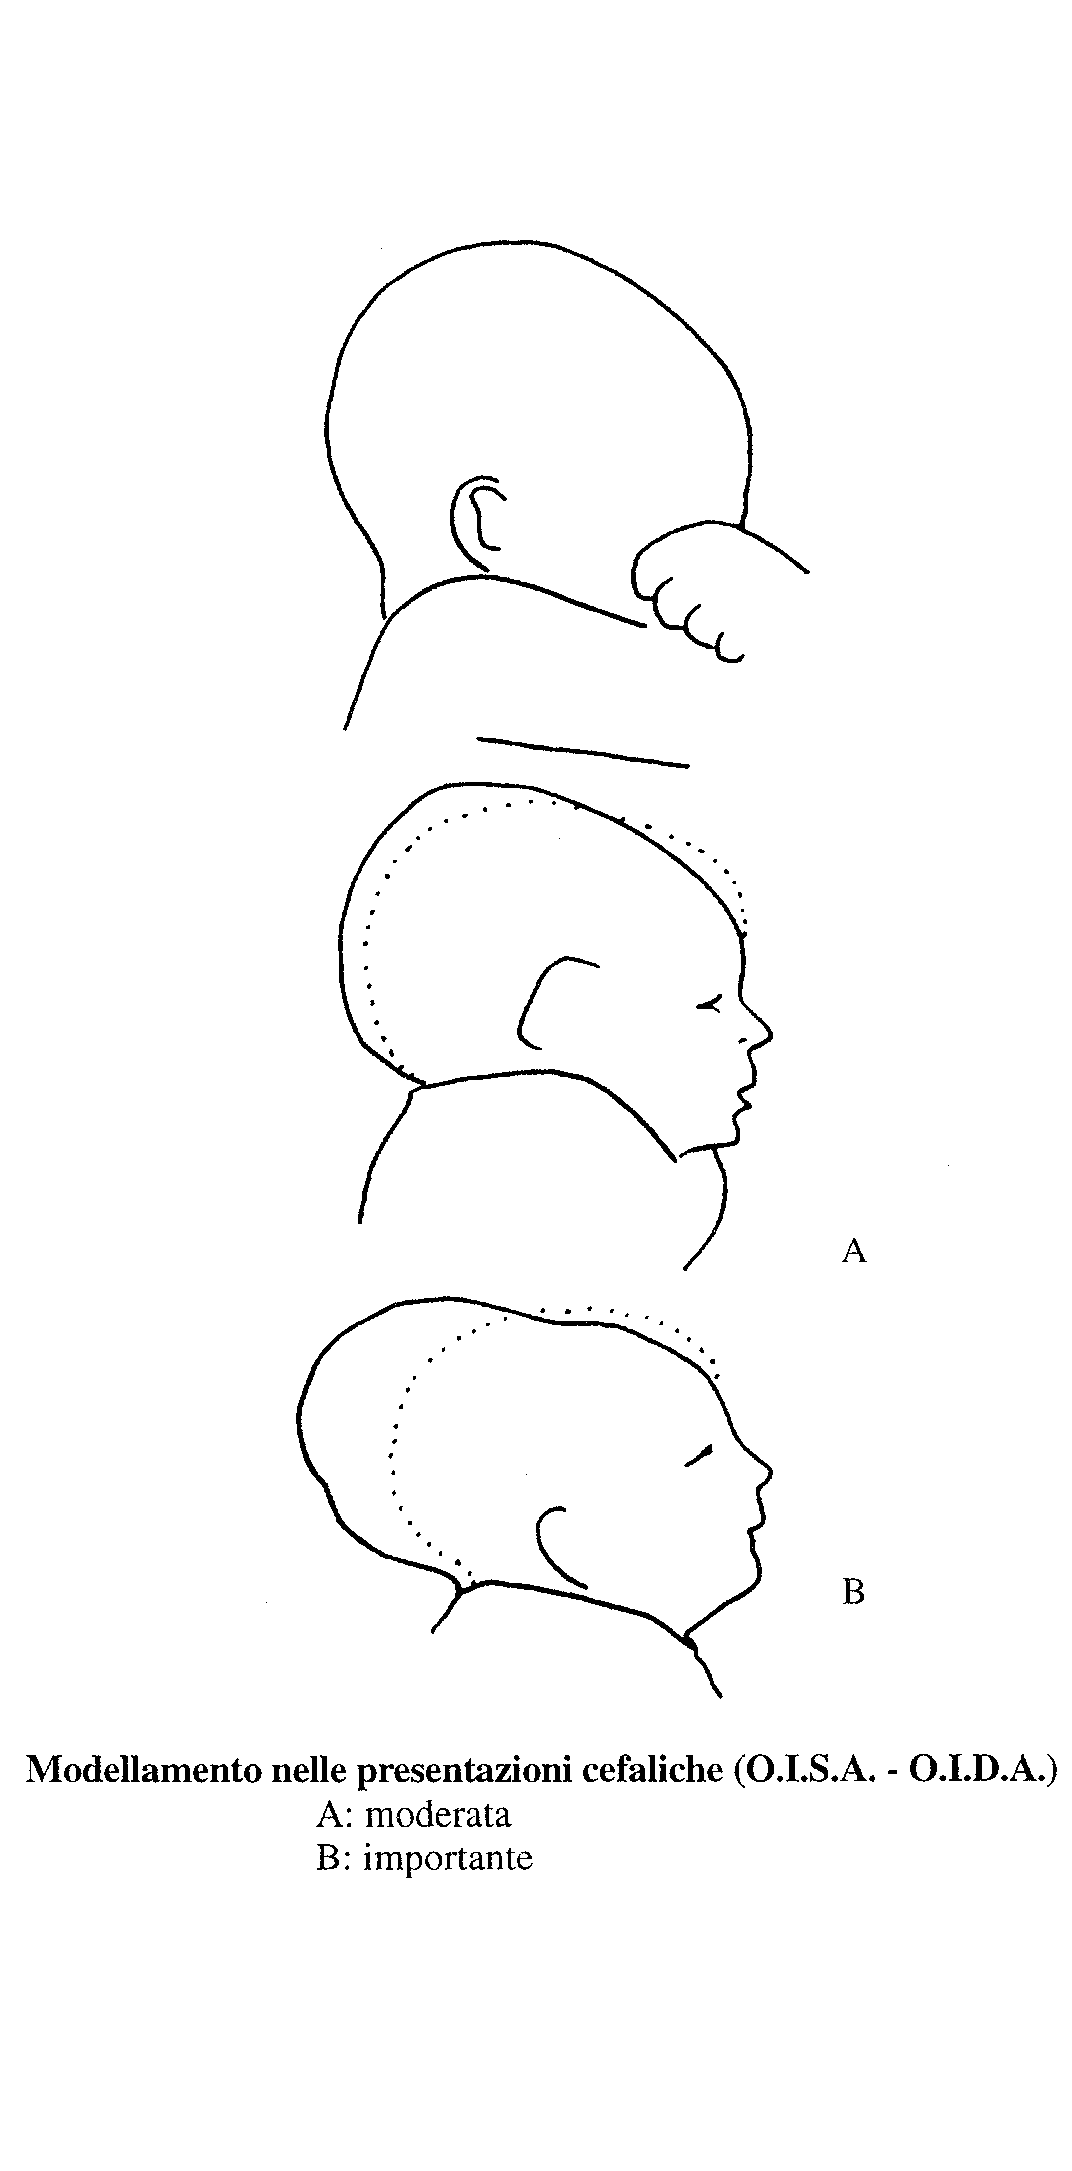 A
B
Modellamento nelle presentazioni cefaliche (O.I.S.A. - O.I.D.A.)
A: moderata
B: importante